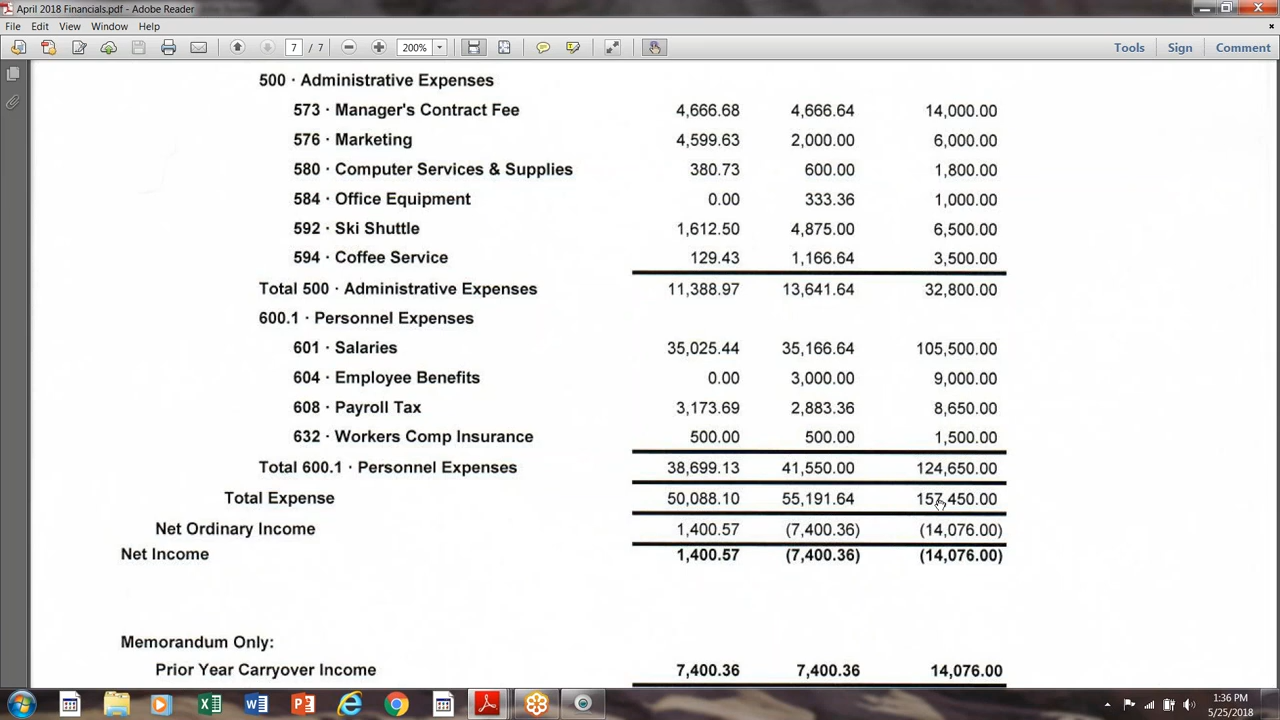 April 2018 Financials.pdf - Adobe Reader
File Edit View Window Help
7 / 7 200% Tools Sign Comment
500 · Administrative Expenses
573 · Manager's Contract Fee 4,666.68 4,666.64 14,000.00
576 · Marketing 4,599.63 2,000.00 6,000.00
580 · Computer Services & Supplies 380.73 600.00 1,800.00
584 · Office Equipment 0.00 333.36 1,000.00
592 · Ski Shuttle 1,612.50 4,875.00 6,500.00
594 · Coffee Service 129.43 1,166.64 3,500.00
Total 500 · Administrative Expenses 11,388.97 13,641.64 32,800.00
600.1 · Personnel Expenses
601 · Salaries 35,025.44 35,166.64 105,500.00
604 · Employee Benefits 0.00 3,000.00 9,000.00
608 · Payroll Tax 3,173.69 2,883.36 8,650.00
632 · Workers Comp Insurance 500.00 500.00 1,500.00
Total 600.1 · Personnel Expenses 38,699.13 41,550.00 124,650.00
Total Expense 50,088.10 55,191.64 157,450.00
Net Ordinary Income 1,400.57 (7,400.36) (14,076.00)
Net Income 1,400.57 (7,400.36) (14,076.00)
Memorandum Only:
Prior Year Carryover Income 7,400.36 7,400.36 14,076.00
1:36 PM
5/25/2018